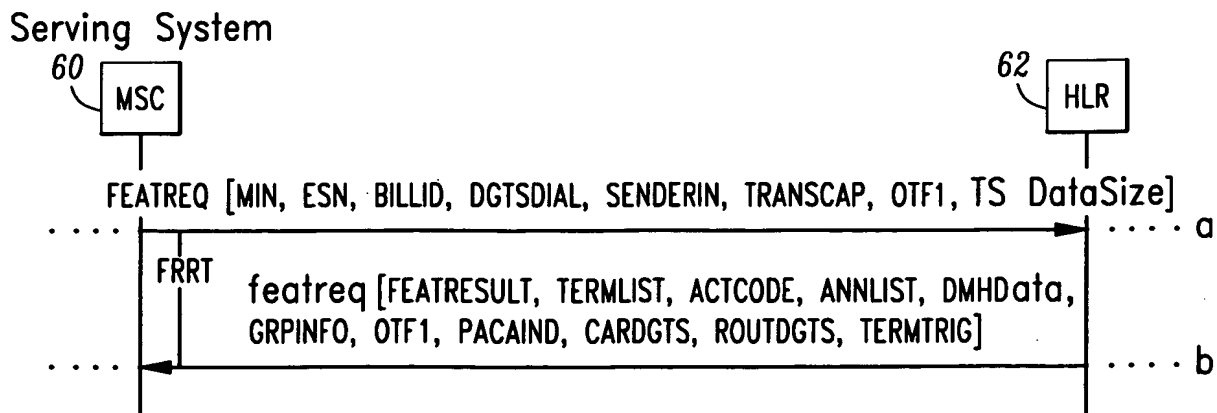 Serving System
60
MSC
62
HLR
FEATREQ [MIN, ESN, BILLID, DGTSDIAL, SENDERIN, TRANSCAP, OTF1, TS DataSize]
.... .... a
FRRT
featreq [FEATRESULT, TERMLIST, ACTCODE, ANNLIST, DMHData,
GRPINFO, OTF1, PACAIND, CARDGTS, ROUTDGTS, TERMTRIG]
.... .... b